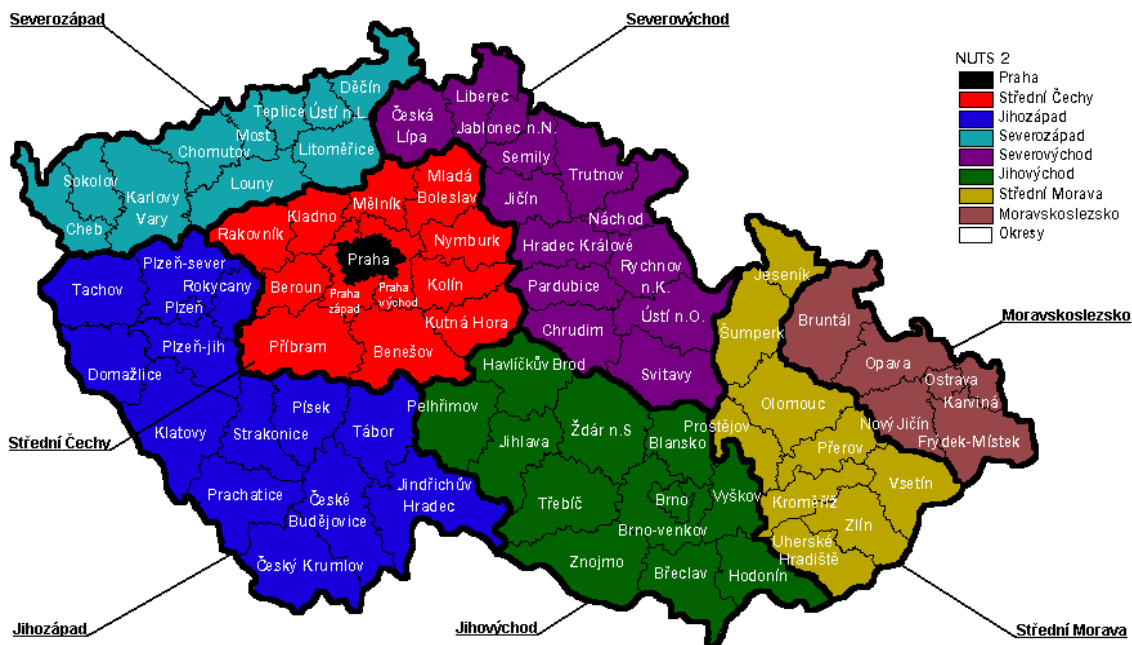 Severozápad
Severovýchod
NUTS 2
Praha
Střední Čechy
Jihozápad
Severozápad
Severovýchod
Jihovýchod
Střední Morava
Moravskoslezsko
Okresy
Děčín
Teplice
Ústí n.L.
Most
Chomutov
Litoměřice
Sokolov
Karlovy
Vary
Louny
Cheb
Česká
Lípa
Liberec
Jablonec n.N.
Semily
Trutnov
Jičín
Náchod
Hradec Králové
Rychnov
n.K.
Pardubice
Ústí n.O.
Chrudim
Svitavy
Mladá
Boleslav
Mělník
Kladno
Rakovník
Nymburk
Praha
Beroun
Praha
západ
Praha
východ
Kolín
Kutná Hora
Příbram
Benešov
Plzeň-sever
Rokycany
Tachov
Plzeň
Plzeň-jih
Domažlice
Klatovy
Písek
Strakonice
Tábor
Prachatice
České
Budějovice
Jindřichův
Hradec
Český Krumlov
Havlíčkův Brod
Pelhřimov
Jihlava
Ždár n.S
Blansko
Třebíč
Brno
Vyškov
Brno-venkov
Znojmo
Břeclav
Hodonín
Jeseník
Šumperk
Olomouc
Prostějov
Přerov
Kroměříž
Vsetín
Zlín
Uherské
Hradiště
Bruntál
Opava
Ostrava
Karviná
Nový Jičín
Frýdek-Místek
Moravskoslezsko
Střední Čechy
Jihozápad
Jihovýchod
Střední Morava